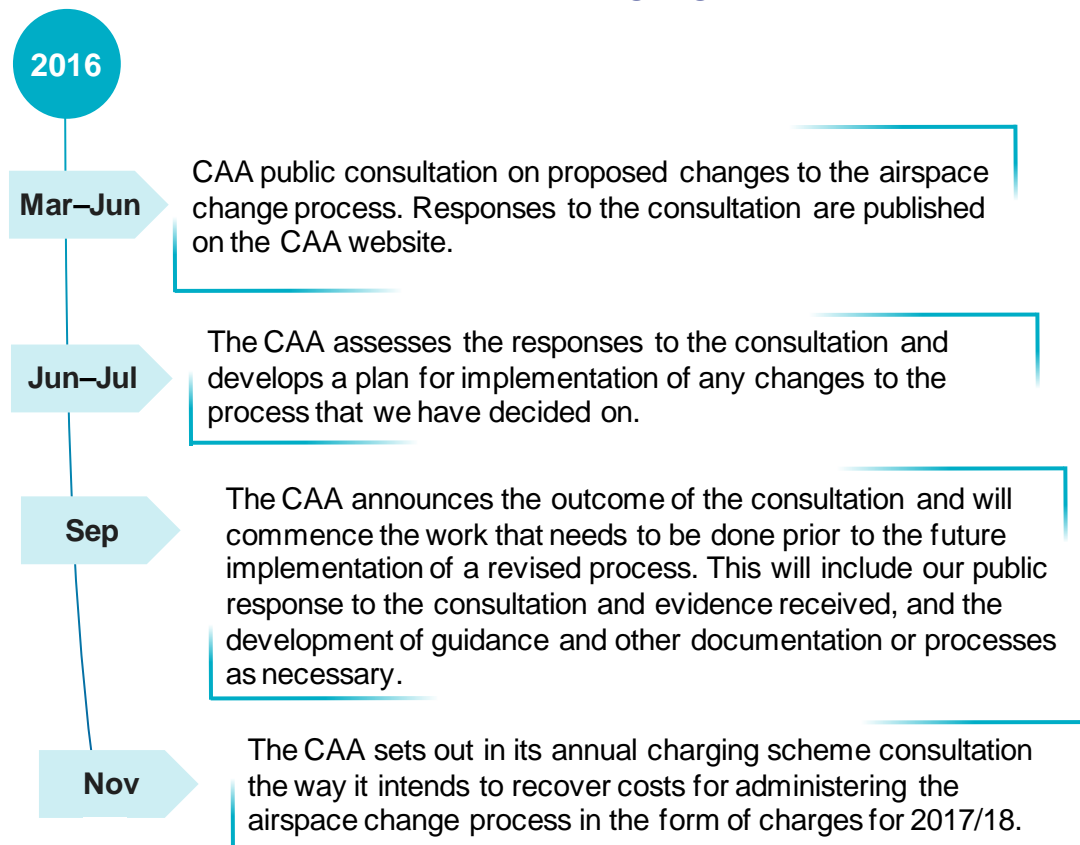 2016
Mar–Jun
CAA public consultation on proposed changes to the airspace
change process. Responses to the consultation are published
on the CAA website.
Jun–Jul
The CAA assesses the responses to the consultation and
develops a plan for implementation of any changes to the
process that we have decided on.
Sep
The CAA announces the outcome of the consultation and will
commence the work that needs to be done prior to the future
implementation of a revised process. This will include our public
response to the consultation and evidence received, and the
development of guidance and other documentation or processes
as necessary.
Nov
The CAA sets out in its annual charging scheme consultation
the way it intends to recover costs for administering the
airspace change process in the form of charges for 2017/18.